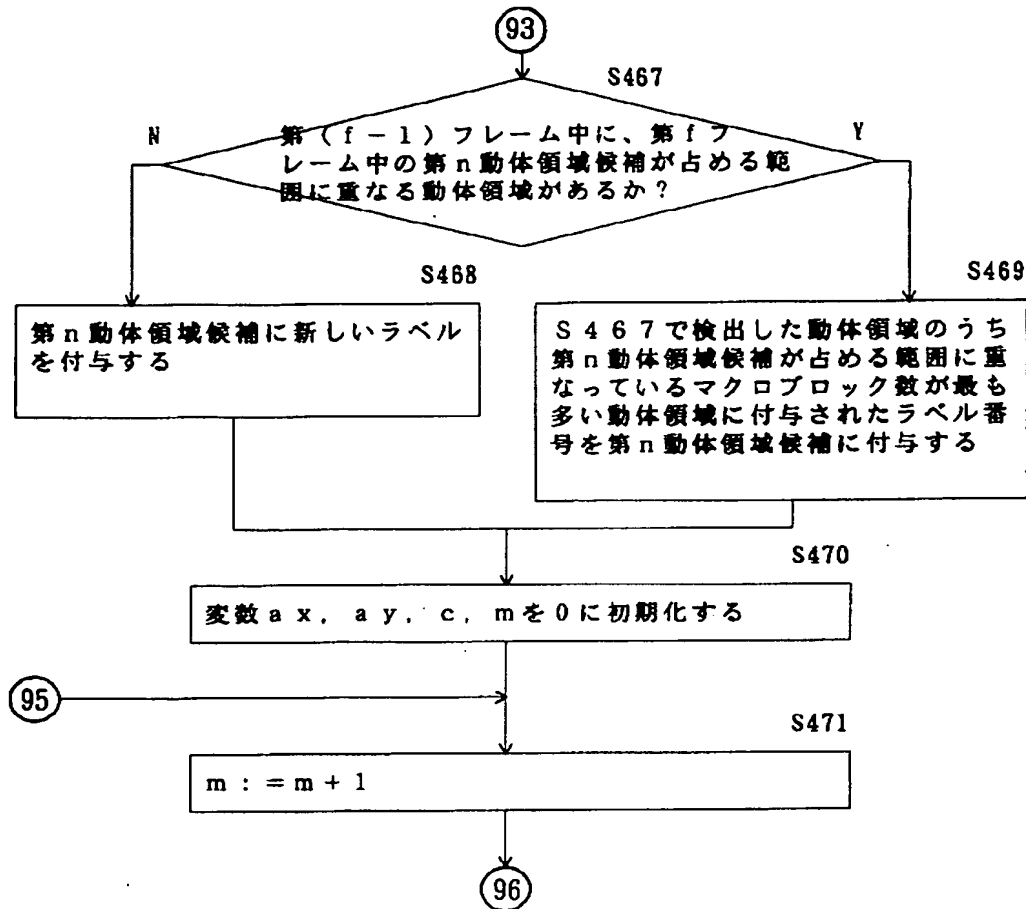 93
S467
N
Y
第(f-1)フレーム中に、第fフ
レーム中の第n動体領域候補が占める範
囲に重なる動体領域があるか?
S468
第n動体領域候補に新しいラベル
を付与する
S469
S467で検出した動体領域のうち
第n動体領域候補が占める範囲に重
なっているマクロブロック数が最も
多い動体領域に付与されたラベル番
号を第n動体領域候補に付与する
S470
変数ax, ay, c, mを0に初期化する
95
S471
m:=m+1
96